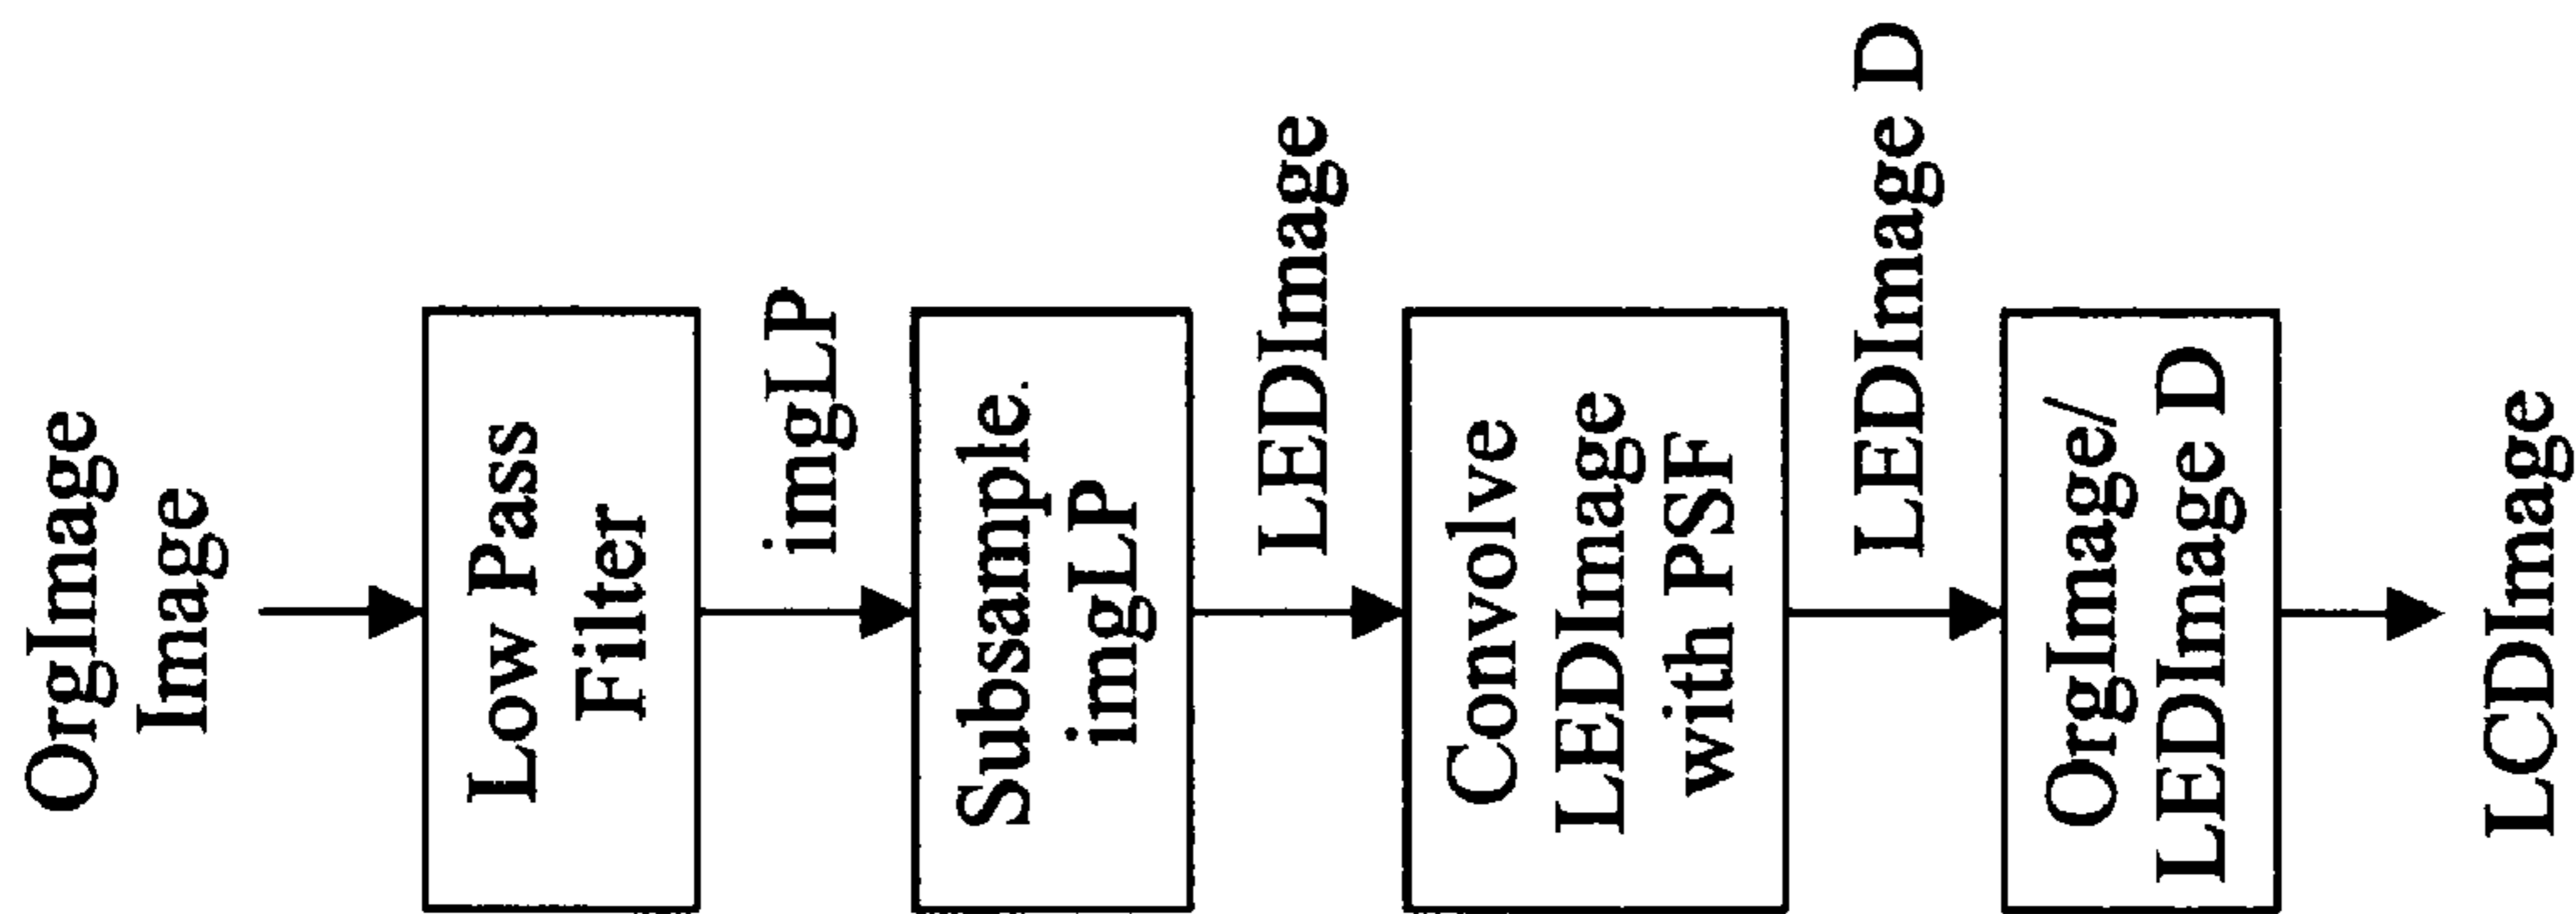 OrgImage
Image
Low Pass
Filter
imgLP
Subsample.
imgLP
LEDImage
Convolve
LEDImage
with PSF
LEDImage D
OrgImage/
LEDImage D
LCDImage